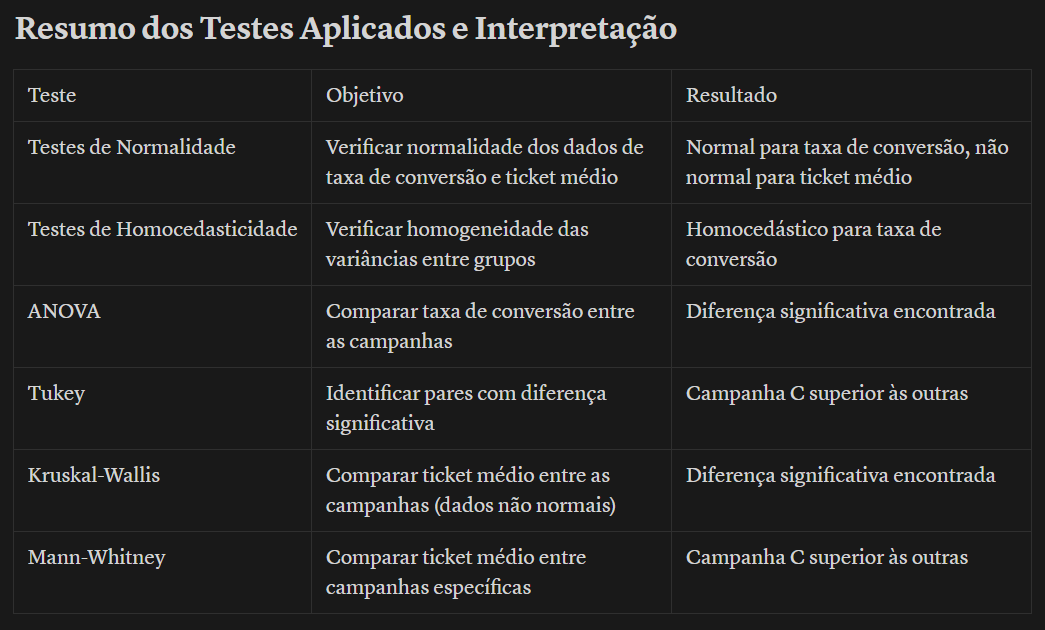 Resumo dos Testes Aplicados e Interpretação
Teste
Objetivo
Resultado
Testes de Normalidade
Verificar normalidade dos dados de
taxa de conversão e ticket médio
Normal para taxa de conversão, não
normal para ticket médio
Testes de Homocedasticidade
Verificar homogeneidade das
variâncias entre grupos
Homocedástico para taxa de
conversão
ANOVA
Comparar taxa de conversão entre
as campanhas
Diferença significativa encontrada
Tukey
Identificar pares com diferença
significativa
Campanha C superior às outras
Kruskal-Wallis
Comparar ticket médio entre as
campanhas (dados não normais)
Diferença significativa encontrada
Mann-Whitney
Comparar ticket médio entre
campanhas específicas
Campanha C superior às outras